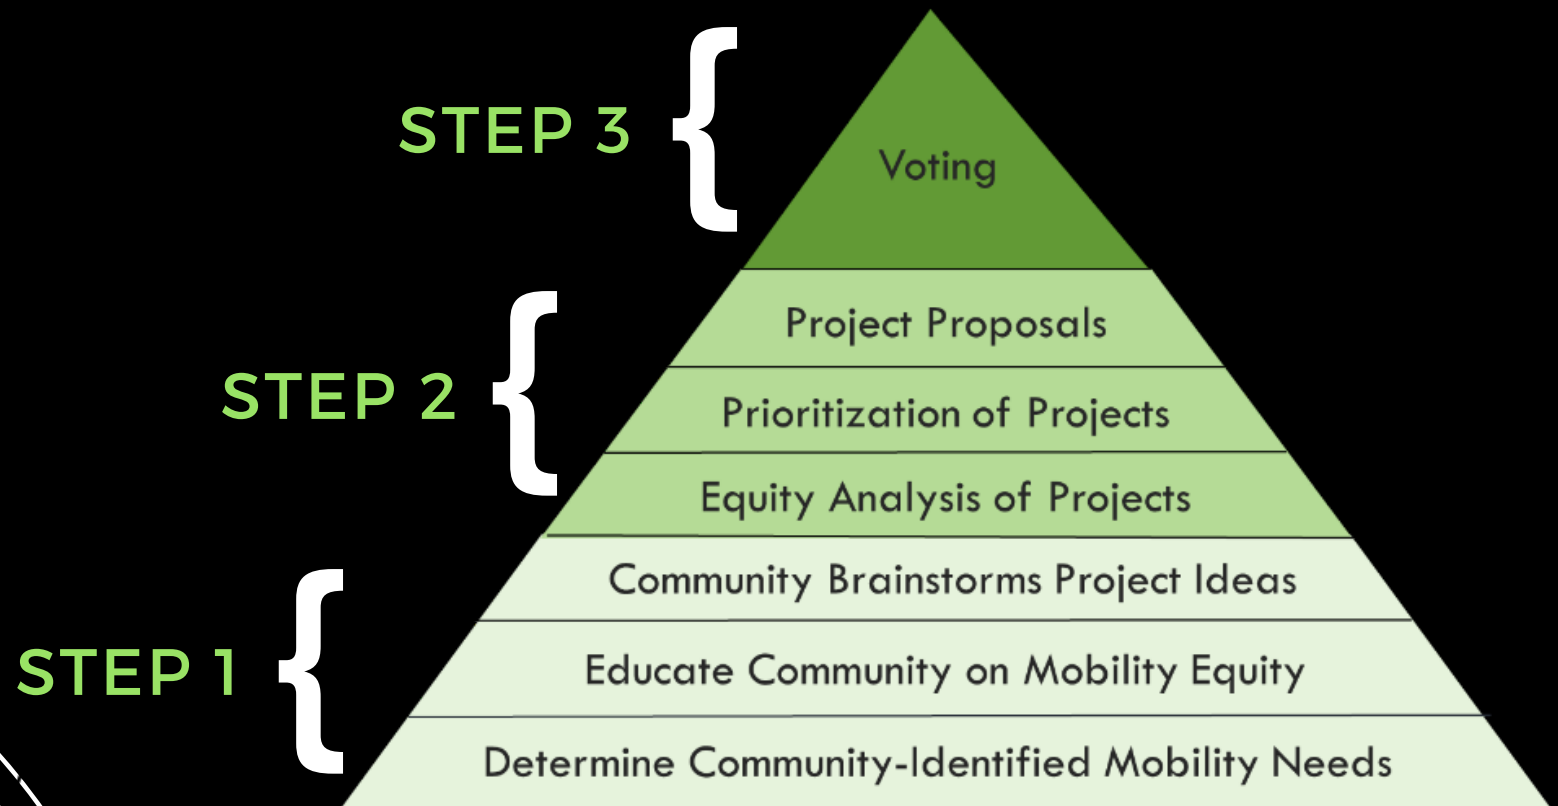 STEP 3
Voting
STEP 2
Project Proposals
Prioritization of Projects
Equity Analysis of Projects
STEP 1
Community Brainstorms Project Ideas
Educate Community on Mobility Equity
Determine Community-Identified Mobility Needs